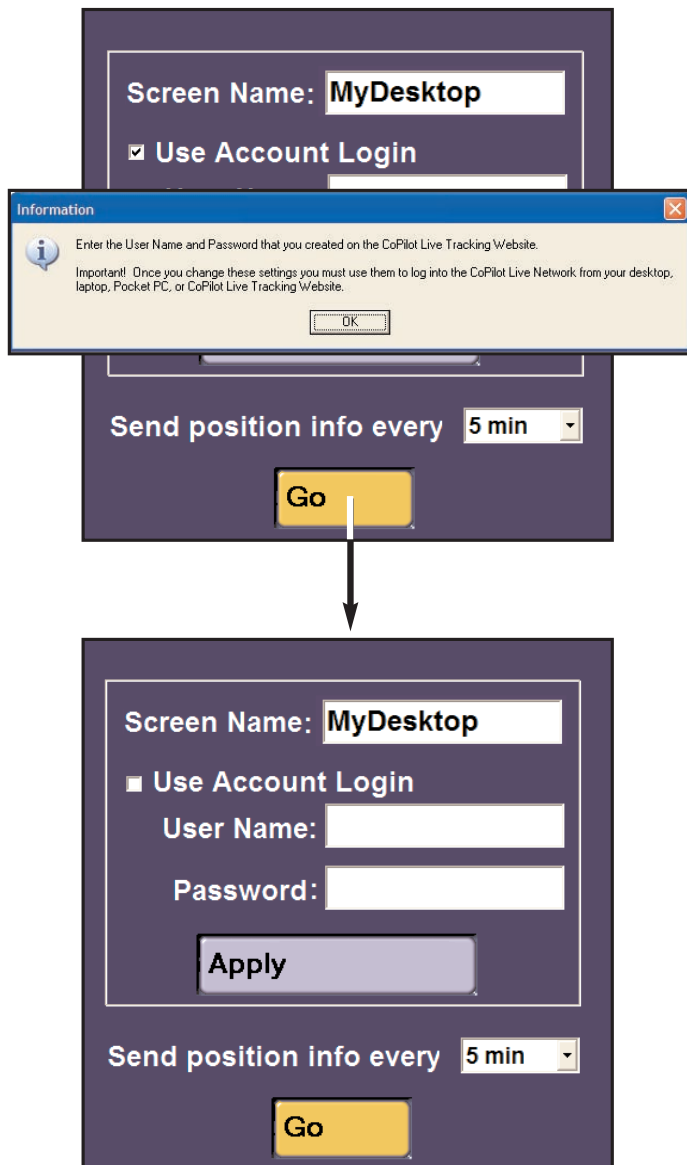 Screen Name: MyDesktop
Use Account Login
Information
Enter the User Name and Password that you created on the CoPilot Live Tracking Website.
Important! Once you change these settings you must use them to log into the CoPilot Live Network from your desktop,
laptop, Pocket PC, or CoPilot Live Tracking Website.
OK
Send position info every 5 min
Go
Screen Name: MyDesktop
Use Account Login
User Name:
Password:
Apply
Send position info every 5 min
Go